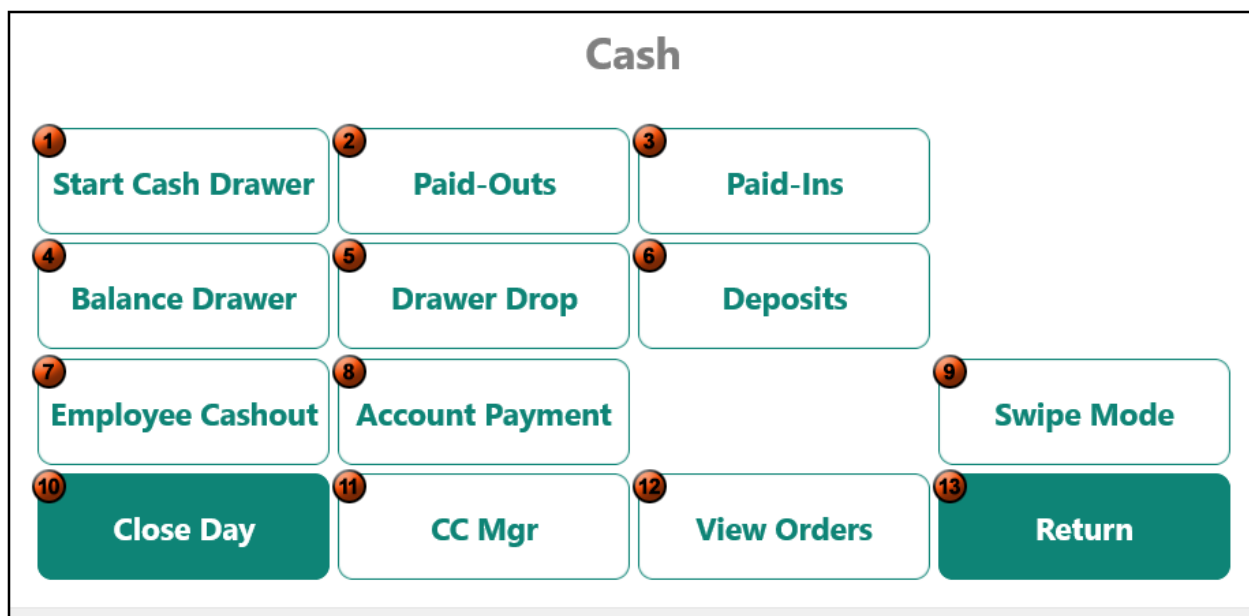 Cash
1
Start Cash Drawer
2
Paid-Outs
3
Paid-Ins
4
Balance Drawer
5
Drawer Drop
6
Deposits
7
Employee Cashout
8
Account Payment
9
Swipe Mode
10
Close Day
11
CC Mgr
12
View Orders
13
Return